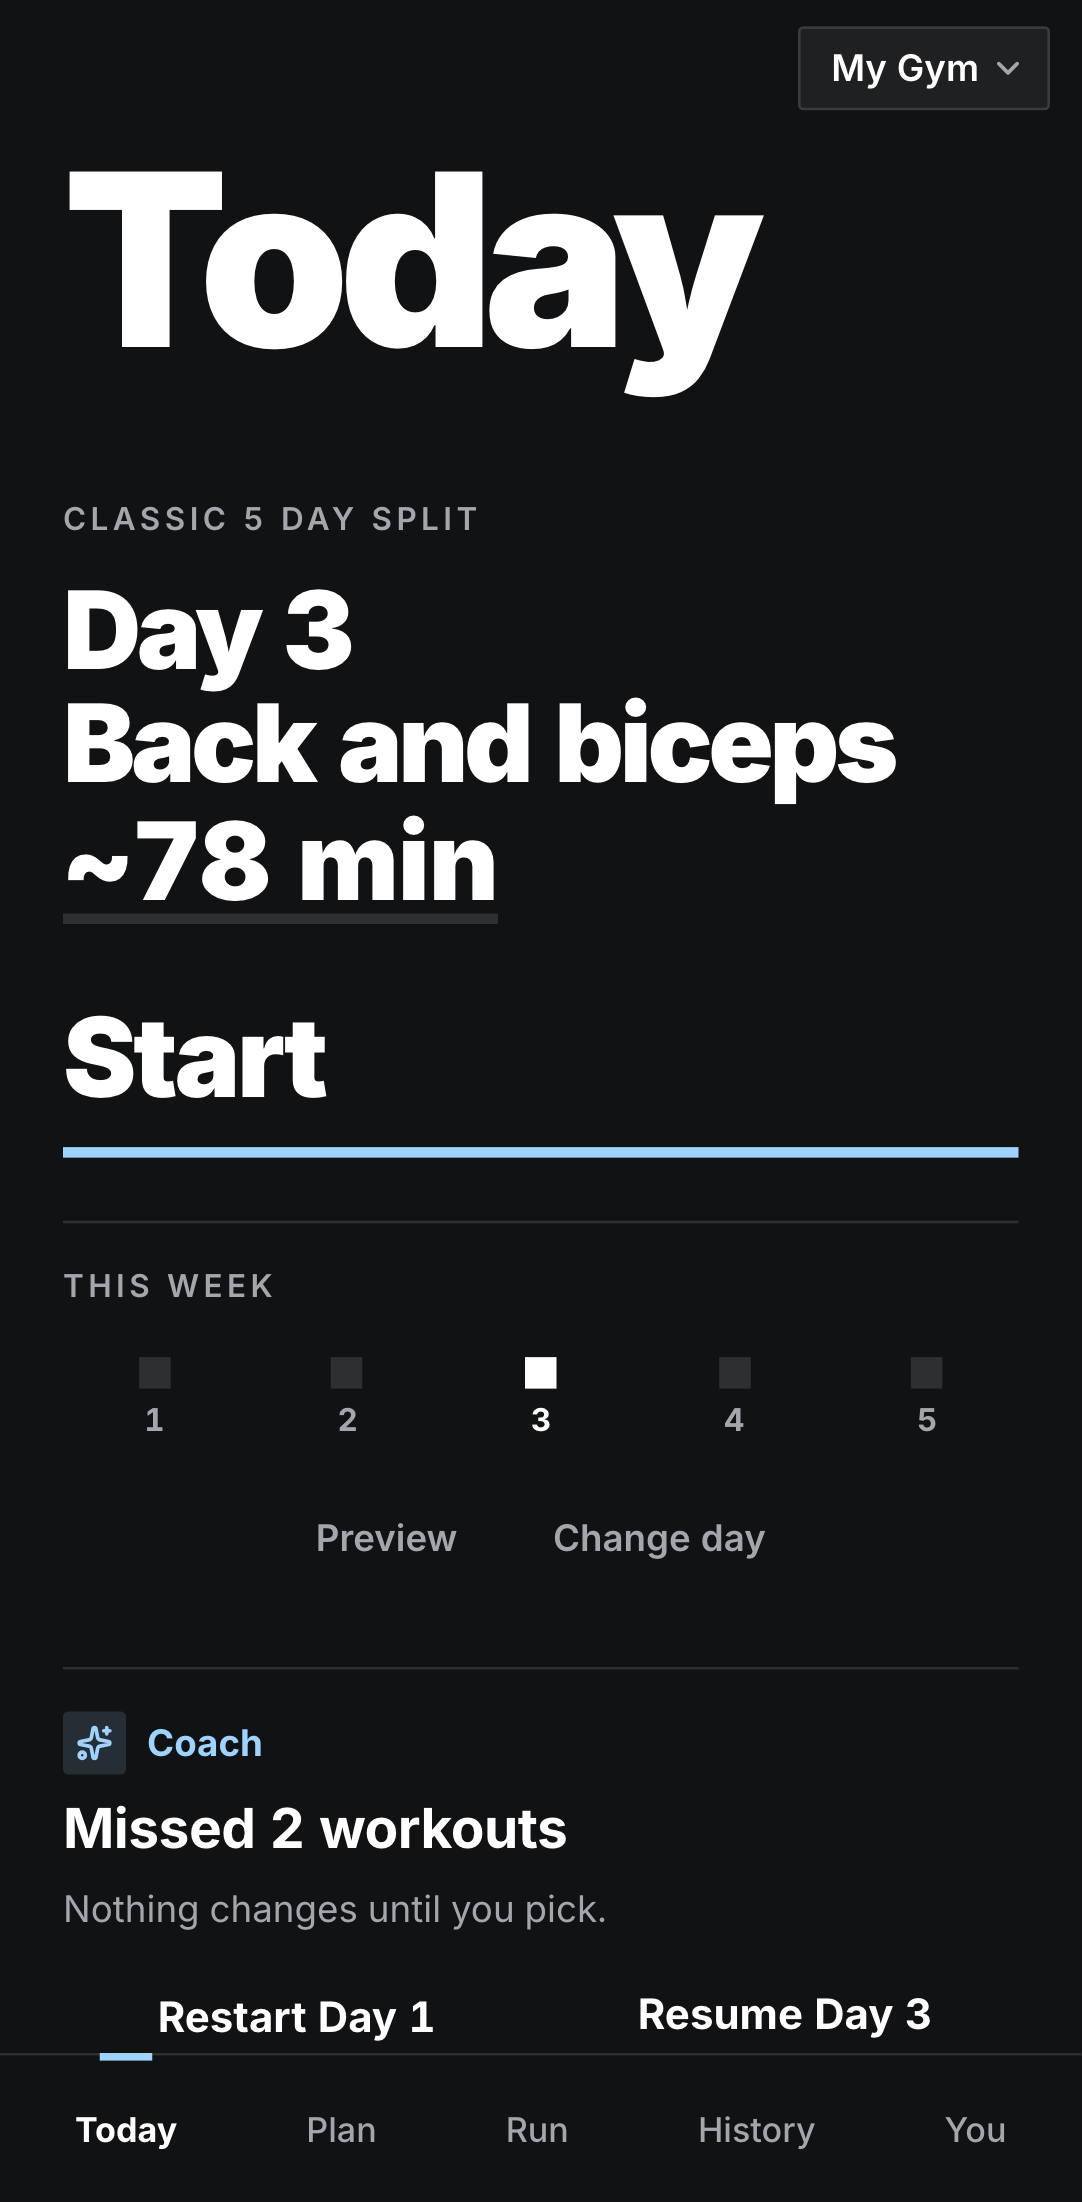 My Gym
Today
CLASSIC 5 DAY SPLIT
Day 3
Back and biceps
~78 min
Start
THIS WEEK
1 2 3 4 5
Preview Change day
Coach
Missed 2 workouts
Nothing changes until you pick.
Restart Day 1 Resume Day 3
Today Plan Run History You